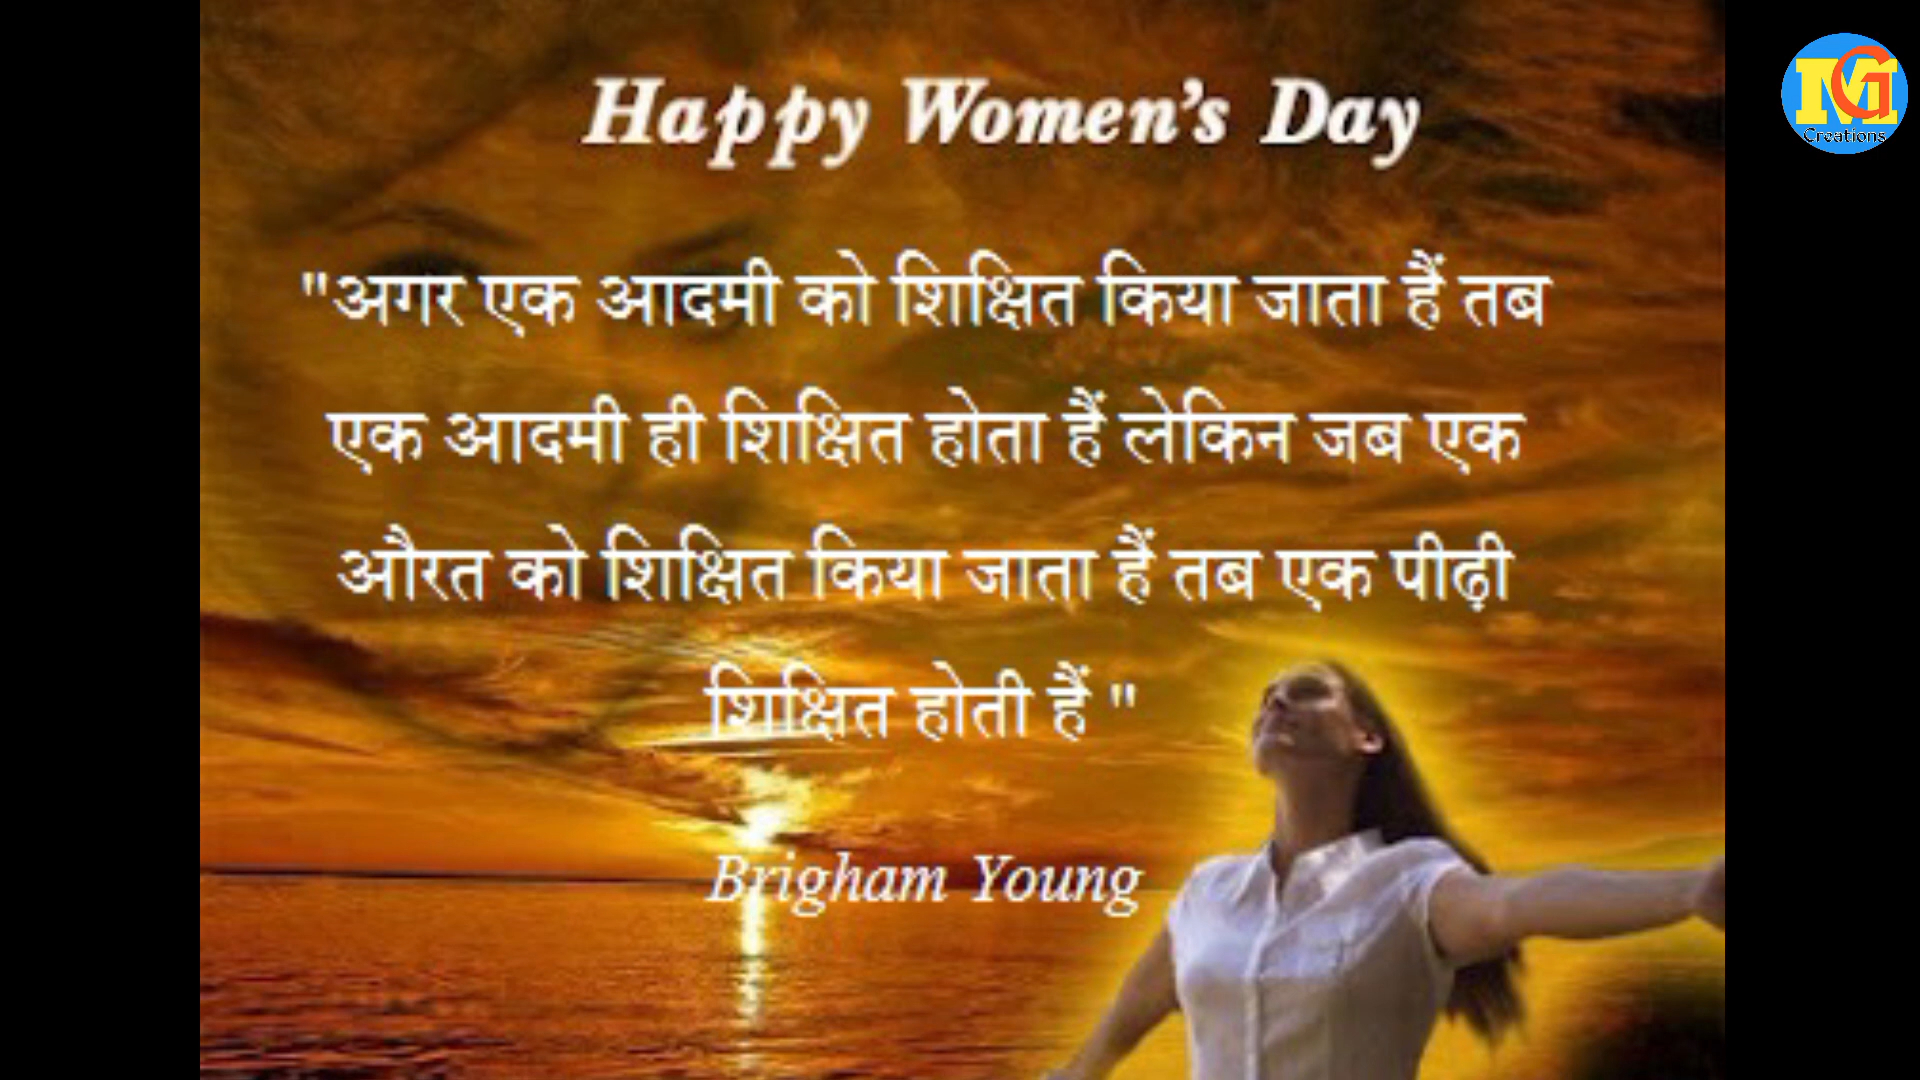 MG
Creations
Happy Women's Day
"अगर एक आदमी को शिक्षित किया जाता हैं तब
एक आदमी ही शिक्षित होता हैं लेकिन जब एक
औरत को शिक्षित किया जाता हैं तब एक पीढ़ी
शिक्षित होती हैं "
Brigham Young